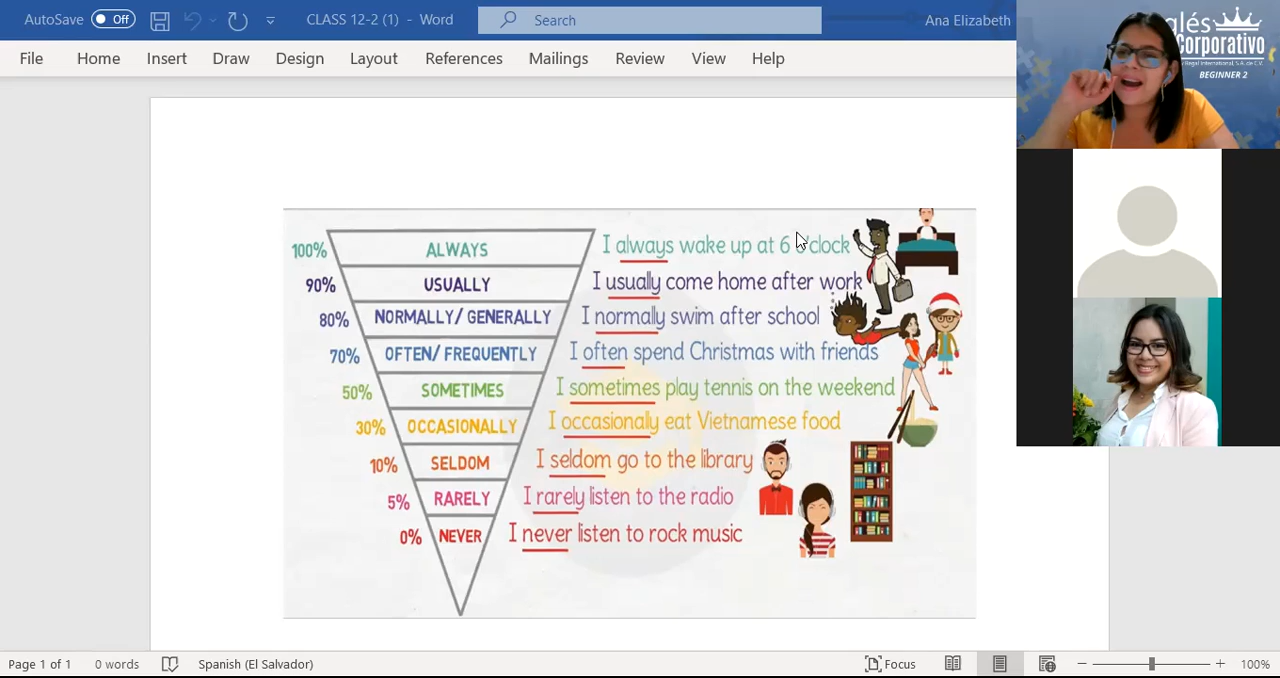 AutoSave Off CLASS 12-2 (1) - Word Search Ana Elizabeth
File Home Insert Draw Design Layout References Mailings Review View Help
glés
Corporativo
Regal International, S.A. de C.V.
BEGINNER 2
100% ALWAYS I always wake up at 6 o'clock
90% USUALLY I usually come home after work
80% NORMALLY/ GENERALLY I normally swim after school
70% OFTEN/ FREQUENTLY I often spend Christmas with friends
50% SOMETIMES I sometimes play tennis on the weekend
30% OCCASIONALLY I occasionally eat Vietnamese food
10% SELDOM I seldom go to the library
5% RARELY I rarely listen to the radio
0% NEVER I never listen to rock music
Page 1 of 1 0 words Spanish (El Salvador) Focus 100%